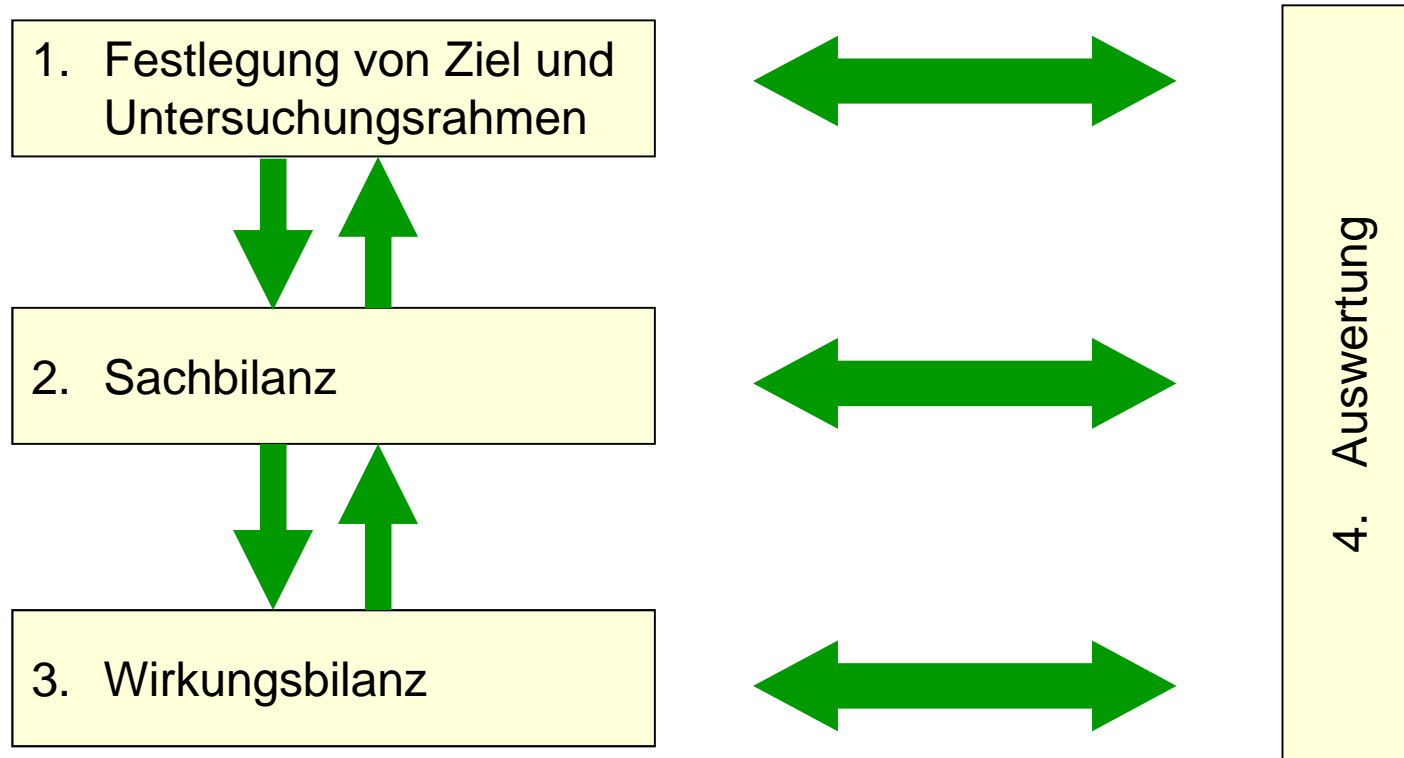 1. Festlegung von Ziel und
Untersuchungsrahmen
2. Sachbilanz
3. Wirkungsbilanz
4. Auswertung